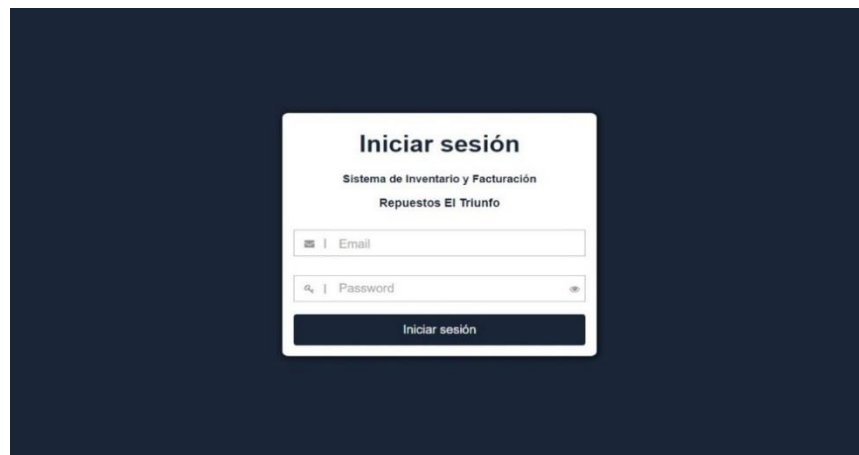 Iniciar sesión
Sistema de Inventario y Facturación
Repuestos El Triunfo
Email
Password
Iniciar sesión